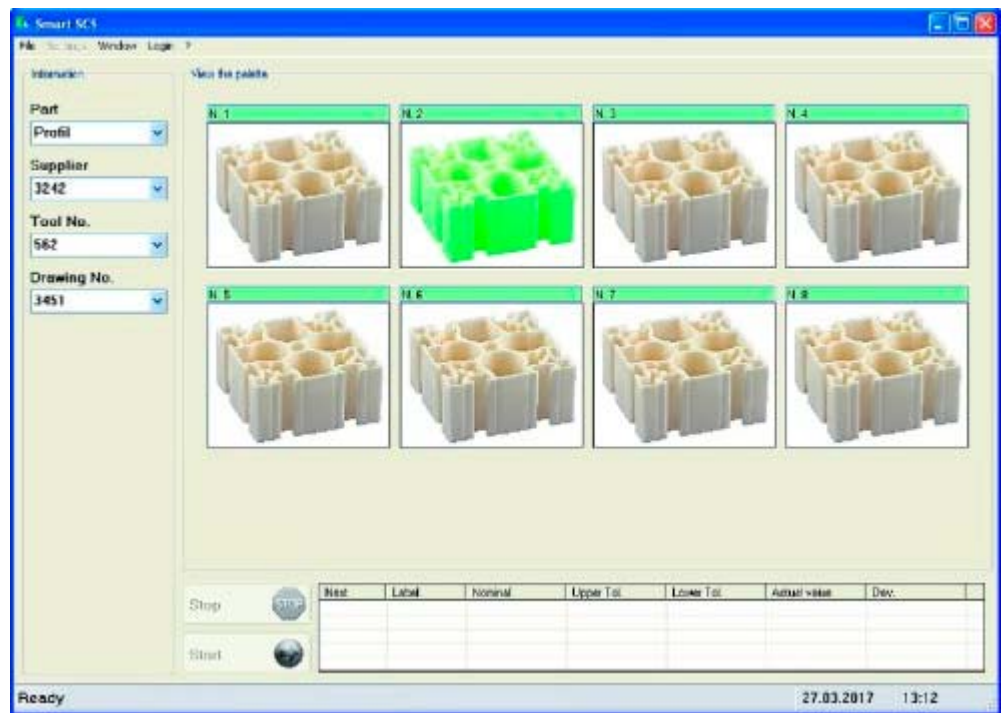 Smart SCS
File Settings Window Login ?
Information
View the palette
Part
Profil
Supplier
3242
Tool No.
562
Drawing No.
3451
N. 1
N. 2
N. 3
N. 4
N. 5
N. 6
N. 7
N. 8
Stop
STOP
Start
Nest Label Nominal Upper Tol. Lower Tol. Actual value Dev.
Ready
27.03.2017 13:12